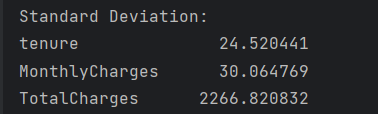 Standard Deviation:
tenure 24.520441
MonthlyCharges 30.064769
TotalCharges 2266.820832